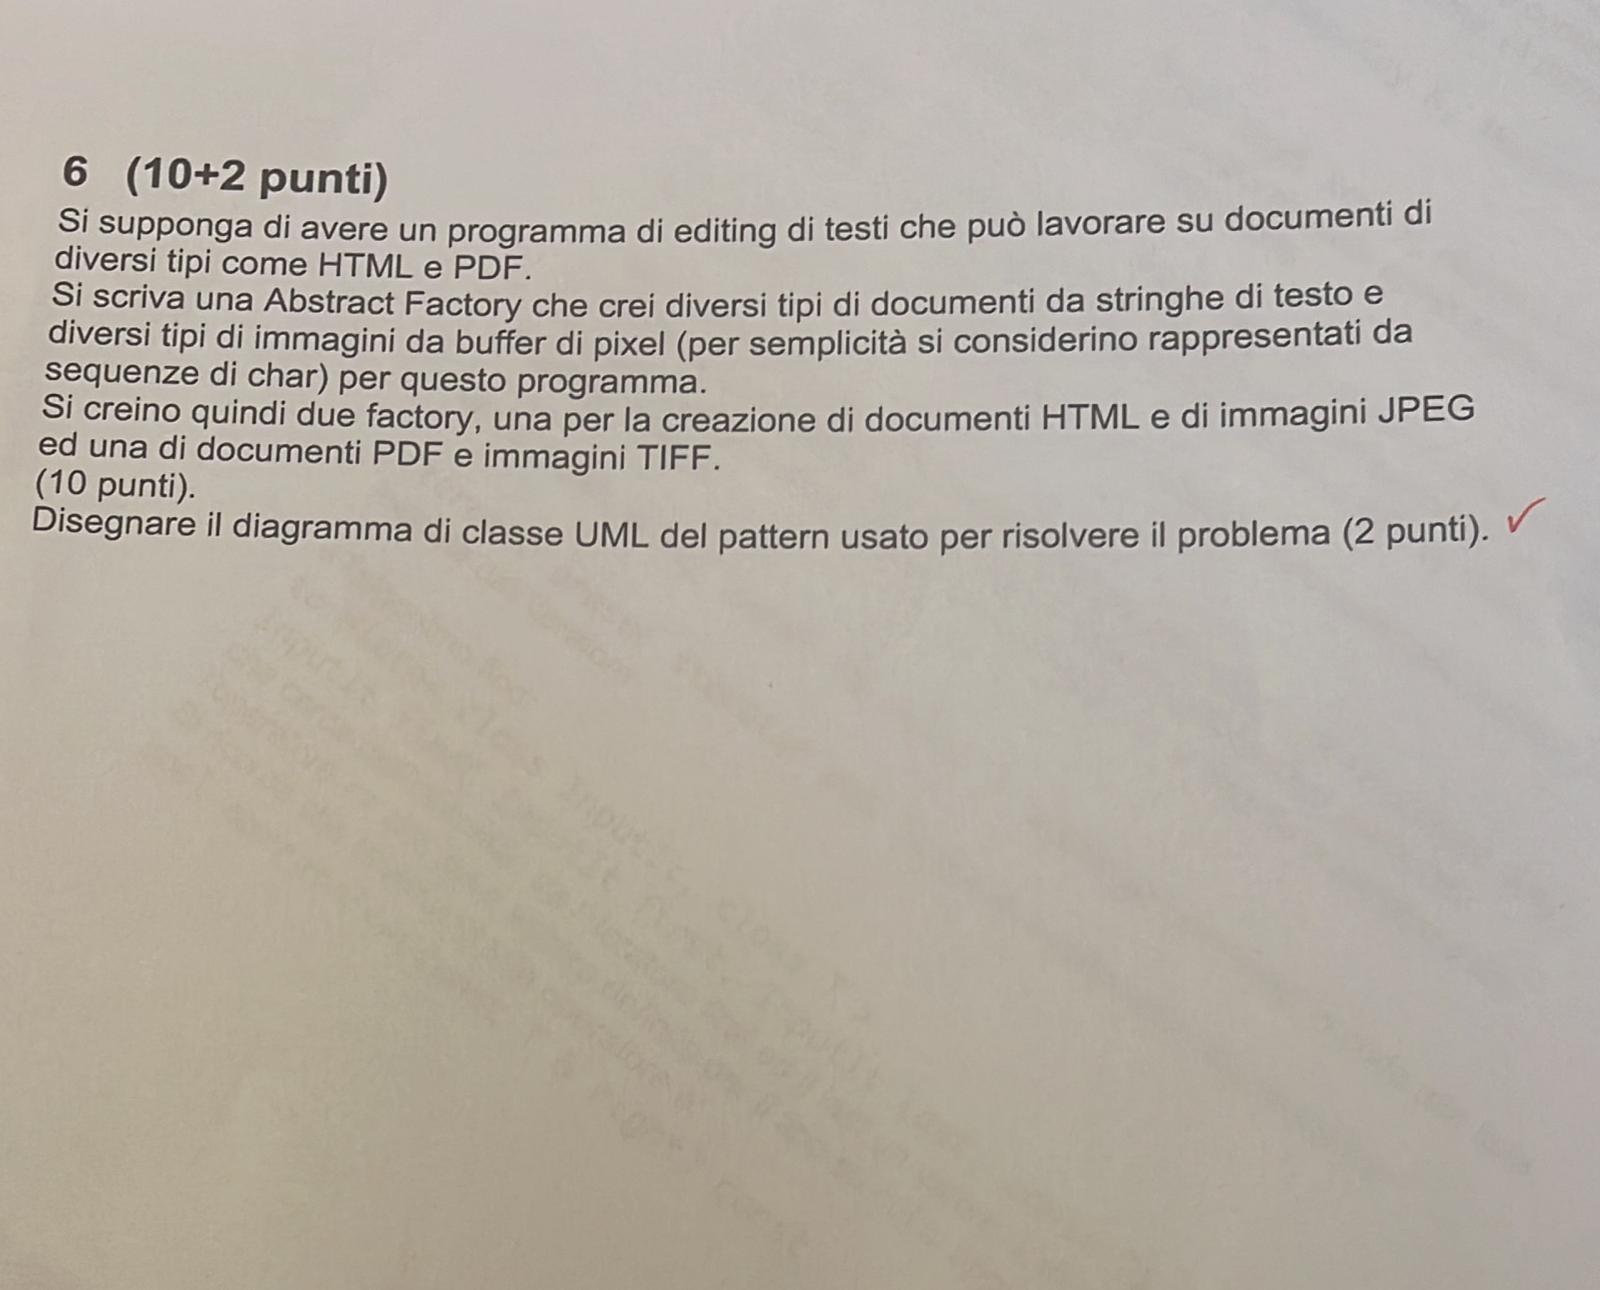 6 (10+2 punti)
Si supponga di avere un programma di editing di testi che può lavorare su documenti di
diversi tipi come HTML e PDF.
Si scriva una Abstract Factory che crei diversi tipi di documenti da stringhe di testo e
diversi tipi di immagini da buffer di pixel (per semplicità si considerino rappresentati da
sequenze di char) per questo programma.
Si creino quindi due factory, una per la creazione di documenti HTML e di immagini JPEG
ed una di documenti PDF e immagini TIFF.
(10 punti).
Disegnare il diagramma di classe UML del pattern usato per risolvere il problema (2 punti).